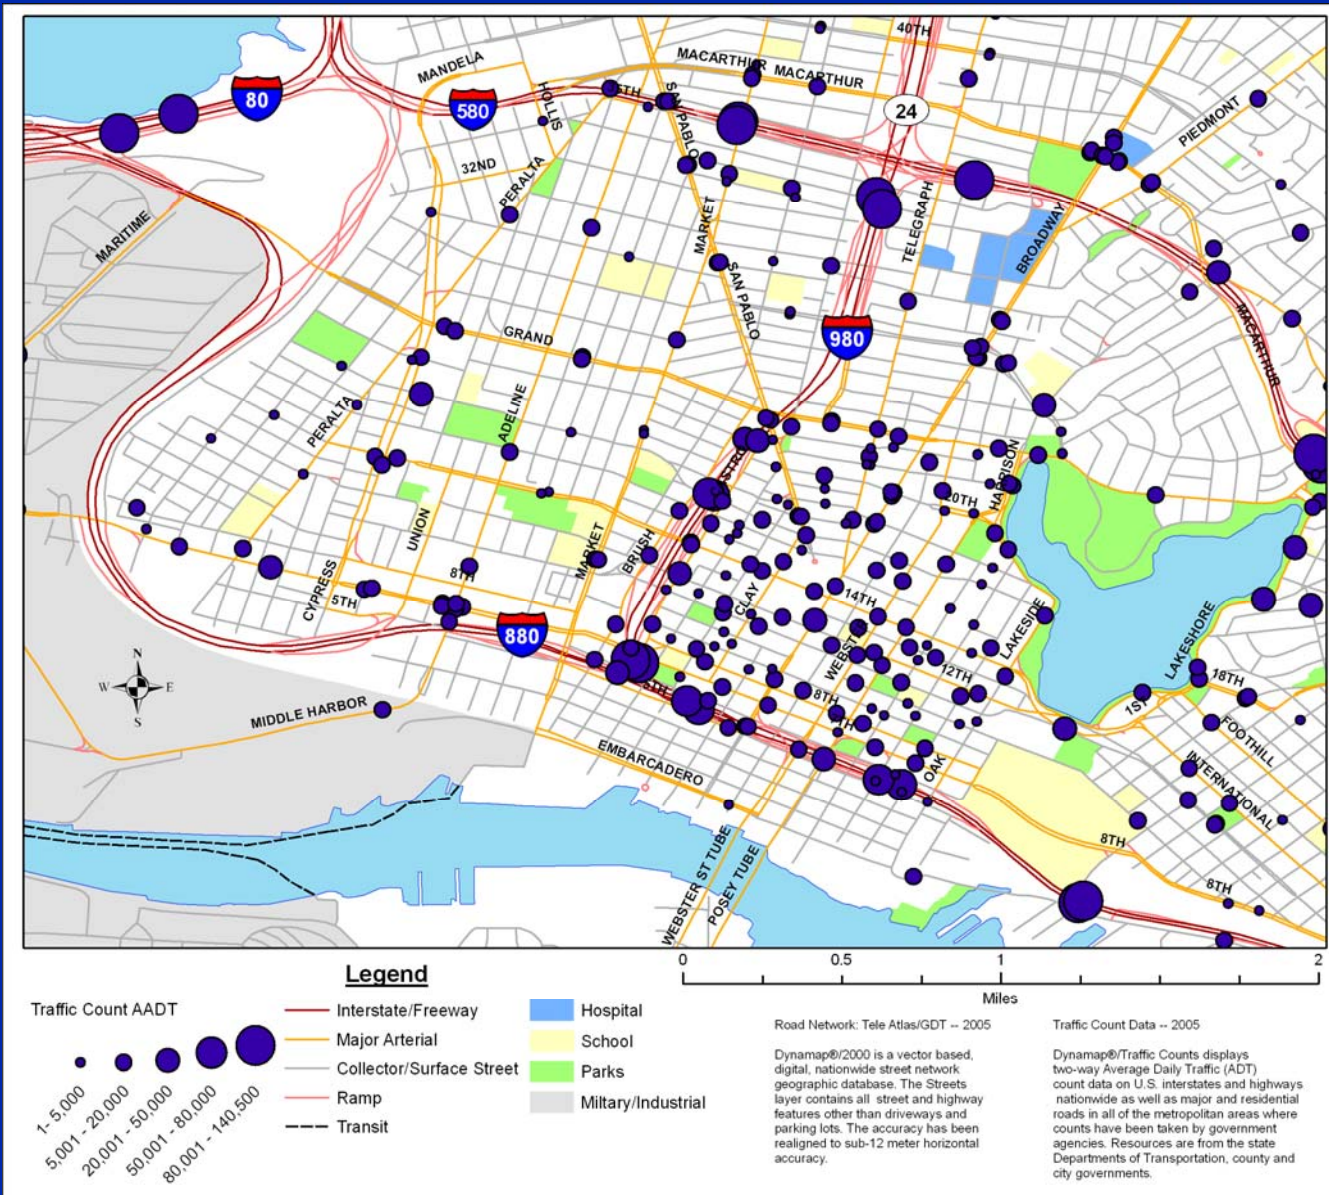 40TH
MACARTHUR
MACARTHUR
MANDELA
80
580
HOLLIS
SAN PABLO
24
PIEDMONT
32ND
PERALTA
MARKET
TELEGRAPH
BROADWAY
MARITIME
SAN PABLO
MACARTHUR
GRAND
980
ADELINE
PERALTA
HARRISON
20TH
UNION
MARKET
BRUSH
8TH
CYPRESS
5TH
CLAY
14TH
880
LAKESIDE
LAKESHORE
N
W E
S
12TH
18TH
5TH
8TH
7TH
1ST
FOOTHILL
MIDDLE HARBOR
EMBARCADERO
OAK
INTERNATIONAL
8TH
8TH
WEBSTER ST TUBE
POSEY TUBE
0 0.5 1 2
Miles
Legend
Traffic Count AADT
1- 5,000
5,001 - 20,000
20,001 - 50,000
50,001 - 80,000
80,001 - 140,500
Interstate/Freeway
Major Arterial
Collector/Surface Street
Ramp
Transit
Hospital
School
Parks
Miltary/Industrial
Road Network: Tele Atlas/GDT -- 2005
Dynamap®/2000 is a vector based,
digital, nationwide street network
geographic database. The Streets
layer contains all street and highway
features other than driveways and
parking lots. The accuracy has been
realigned to sub-12 meter horizontal
accuracy.
Traffic Count Data -- 2005
Dynamap®/Traffic Counts displays
two-way Average Daily Traffic (ADT)
count data on U.S. interstates and highways
nationwide as well as major and residential
roads in all of the metropolitan areas where
counts have been taken by government
agencies. Resources are from the state
Departments of Transportation, county and
city governments.